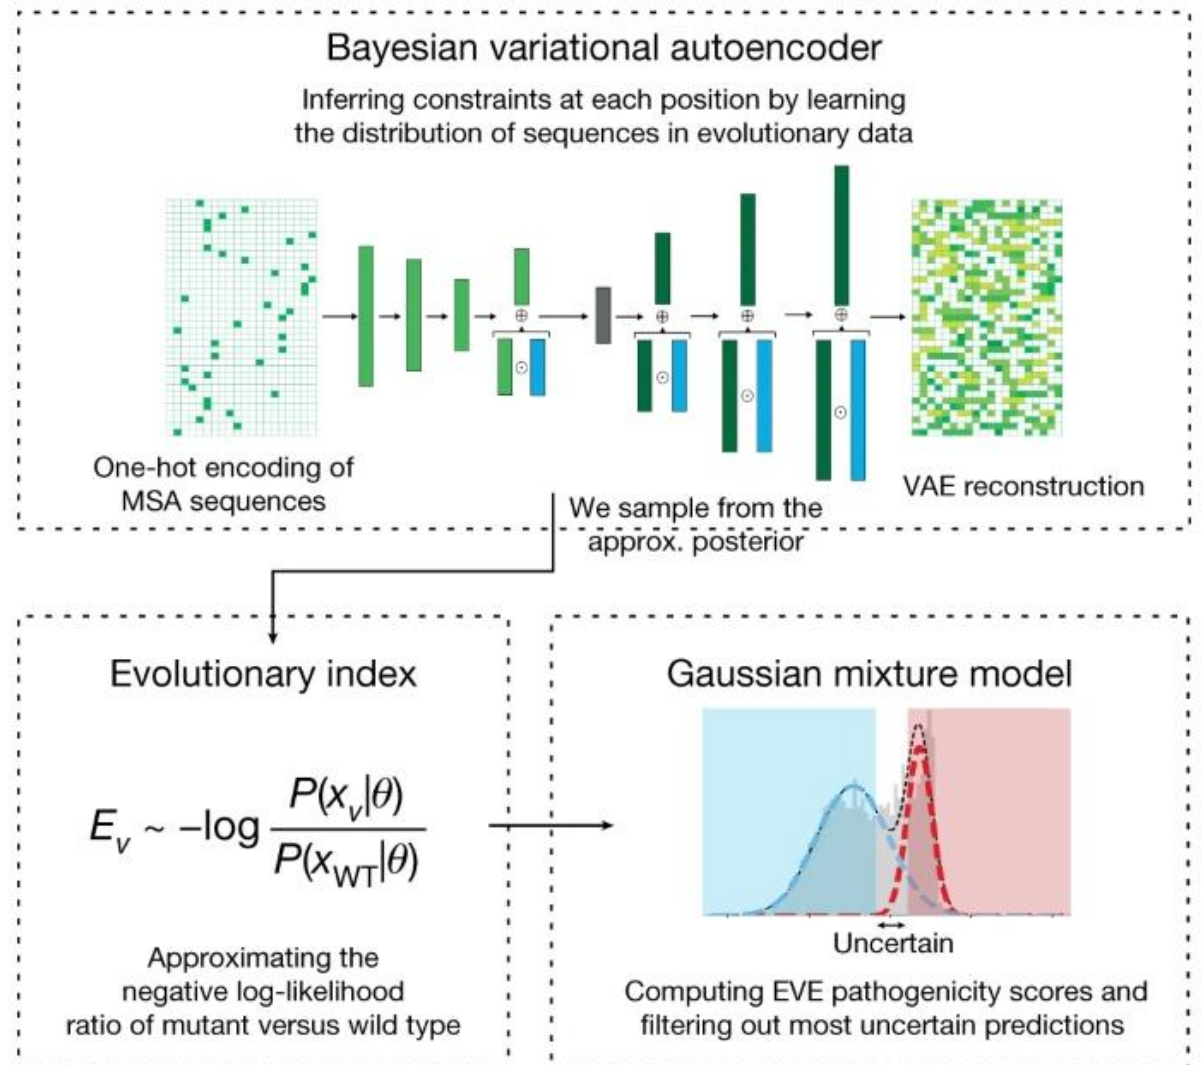 Bayesian variational autoencoder
Inferring constraints at each position by learning
the distribution of sequences in evolutionary data
One-hot encoding of
MSA sequences
VAE reconstruction
We sample from the
approx. posterior
Evolutionary index
E_v ~ –log P(x_v|θ) / P(x_WT|θ)
Approximating the
negative log-likelihood
ratio of mutant versus wild type
Gaussian mixture model
Uncertain
Computing EVE pathogenicity scores and
filtering out most uncertain predictions